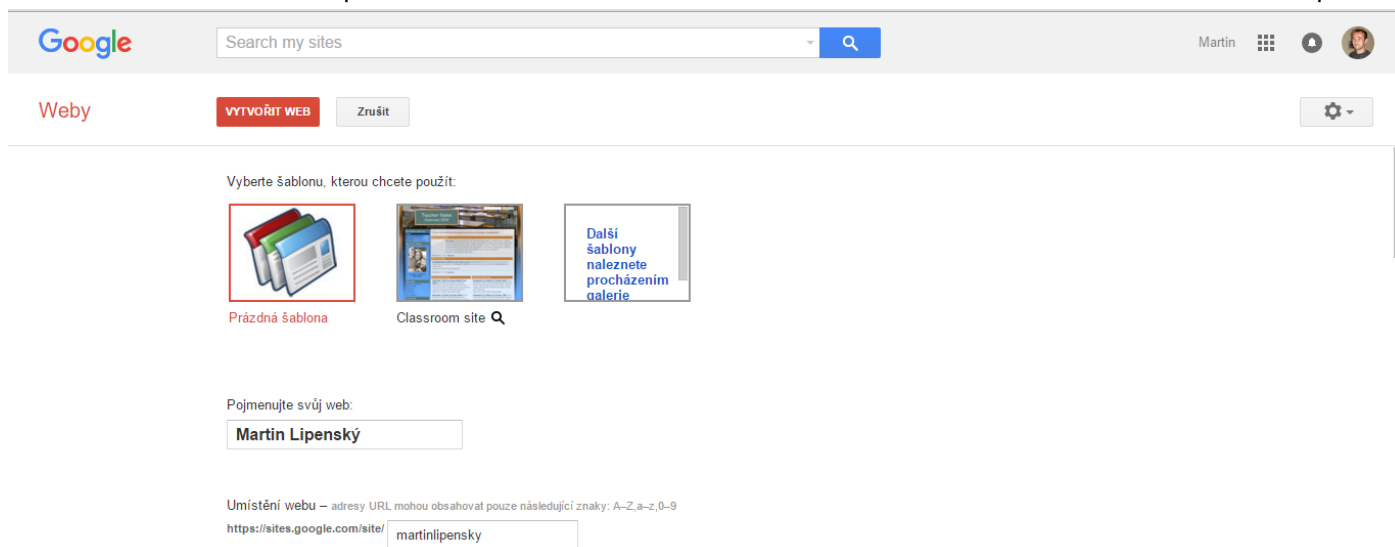 Google
Search my sites
Martin
Weby
VYTVOŘIT WEB
Zrušit
Vyberte šablonu, kterou chcete použít:
Teacher Name
Další
šablony
naleznete
procházením
galerie
Prázdná šablona
Classroom site
Pojmenujte svůj web:
Martin Lipenský
Umístění webu – adresy URL mohou obsahovat pouze následující znaky: A–Z,a–z,0–9
https://sites.google.com/site/ martinlipensky